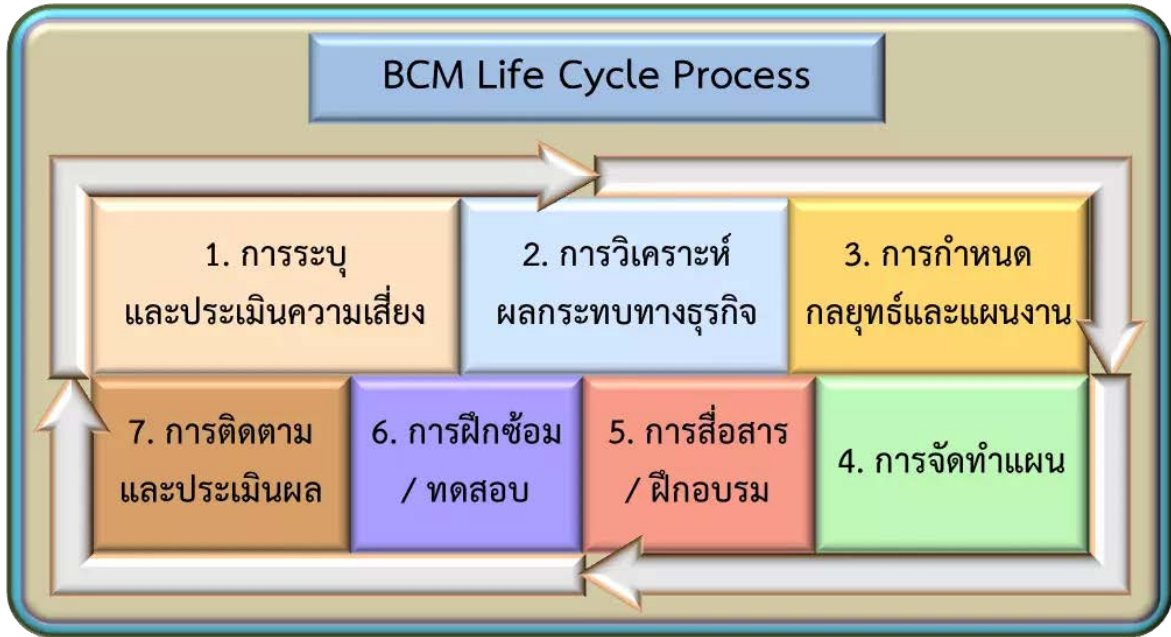 BCM Life Cycle Process
1. การระบุ
และประเมินความเสี่ยง
2. การวิเคราะห์
ผลกระทบทางธุรกิจ
3. การกำหนด
กลยุทธ์และแผนงาน
4. การจัดทำแผน
5. การสื่อสาร
/ ฝึกอบรม
6. การฝึกซ้อม
/ ทดสอบ
7. การติดตาม
และประเมินผล